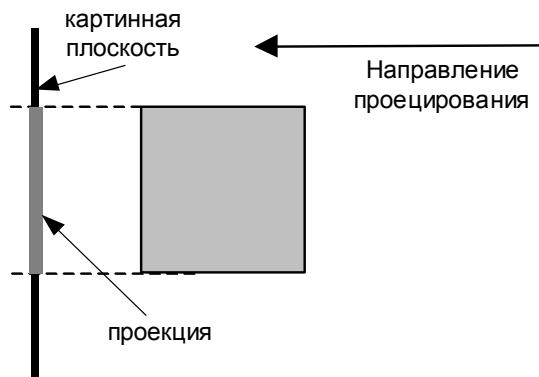 картинная
плоскость
Направление
проецирования
проекция